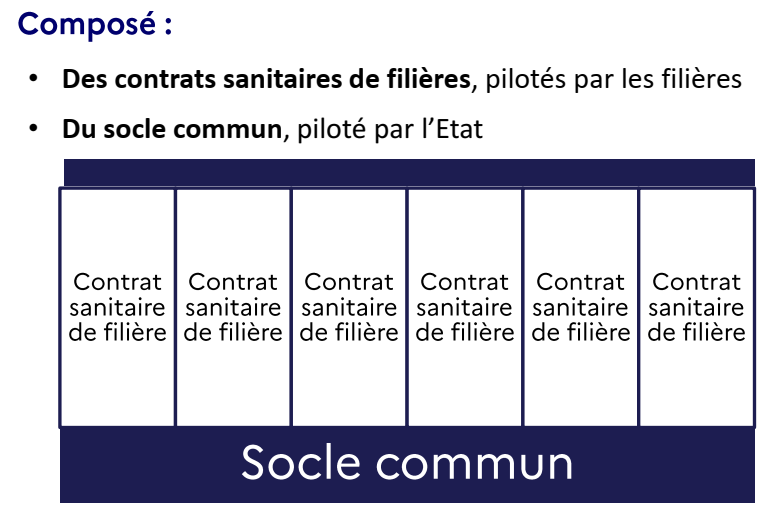 Composé :
• Des contrats sanitaires de filières, pilotés par les filières
• Du socle commun, piloté par l’Etat
Contrat sanitaire de filière
Contrat sanitaire de filière
Contrat sanitaire de filière
Contrat sanitaire de filière
Contrat sanitaire de filière
Contrat sanitaire de filière
Socle commun